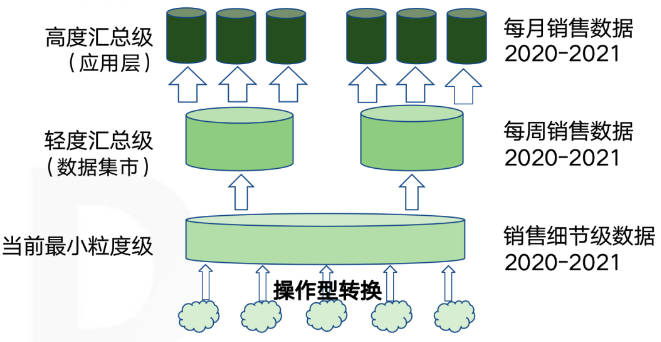 高度汇总级
（应用层）
每月销售数据
2020-2021
轻度汇总级
（数据集市）
每周销售数据
2020-2021
当前最小粒度级
销售细节级数据
2020-2021
操作型转换